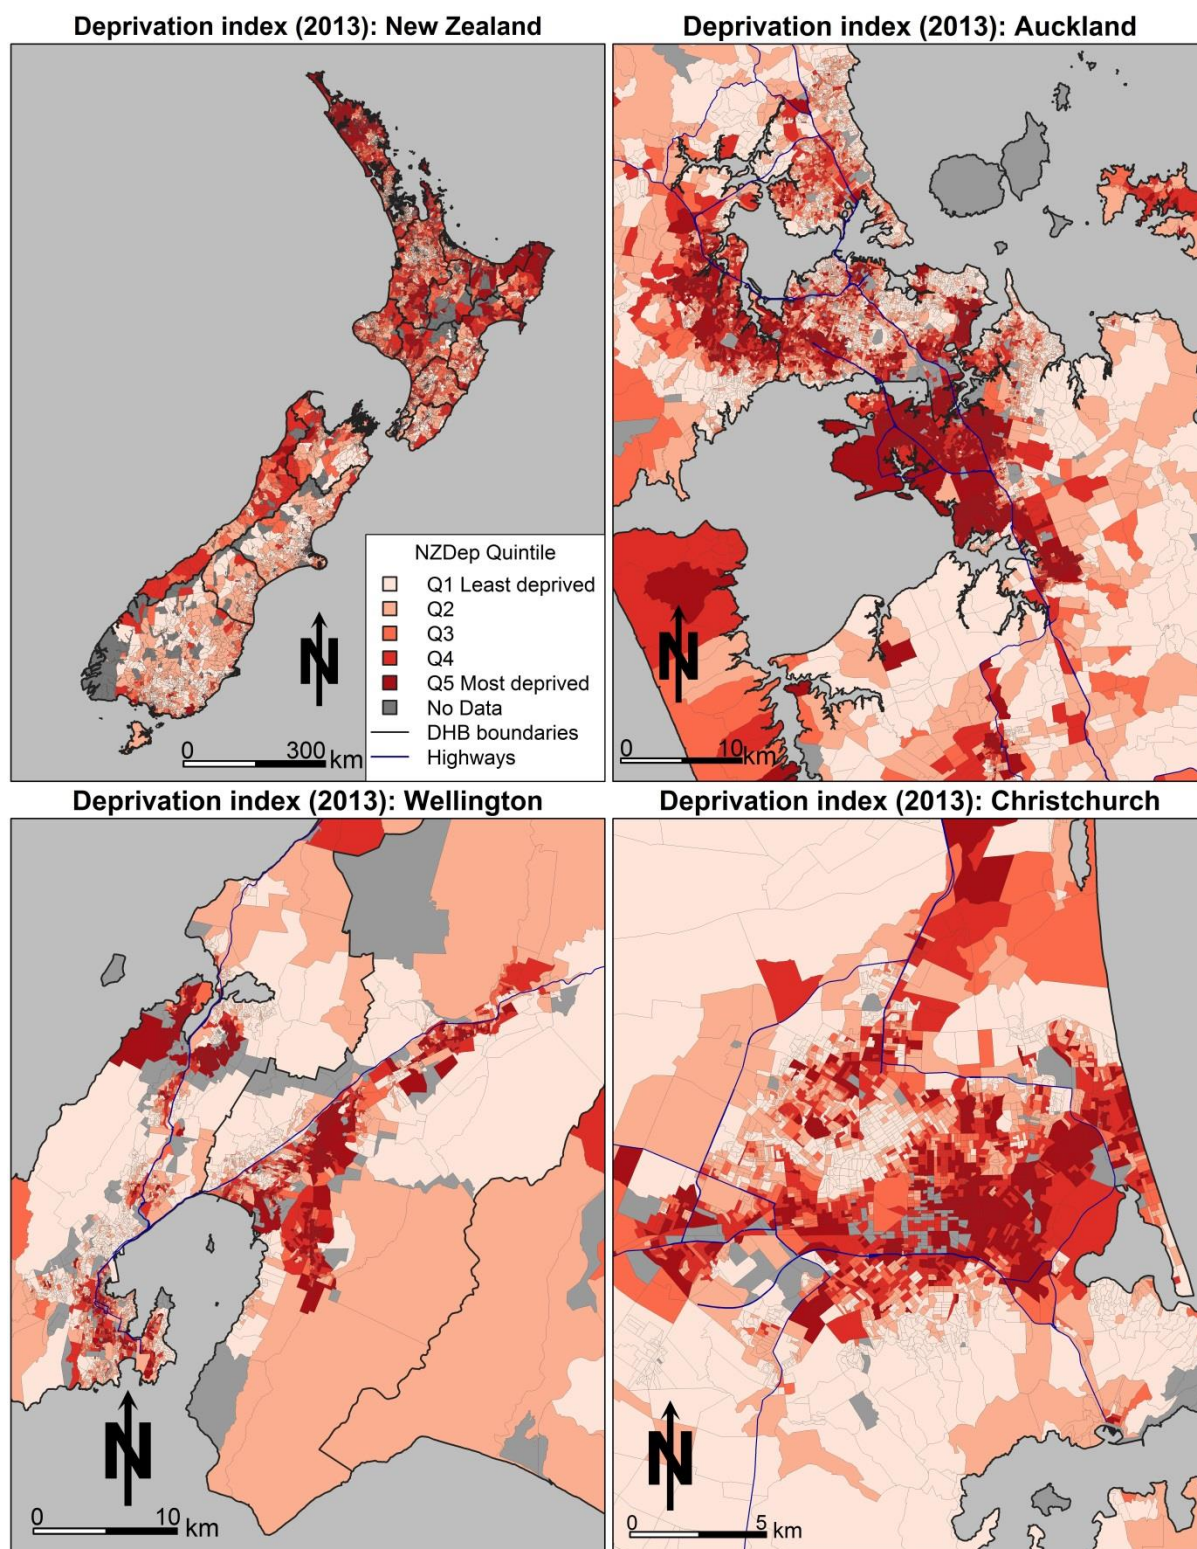 Deprivation index (2013): New Zealand
Deprivation index (2013): Auckland
NZDep Quintile
Q1 Least deprived
Q2
Q3
Q4
Q5 Most deprived
No Data
DHB boundaries
Highways
N
0 300 km
N
0 10 km
Deprivation index (2013): Wellington
Deprivation index (2013): Christchurch
N
0 10 km
N
0 5 km